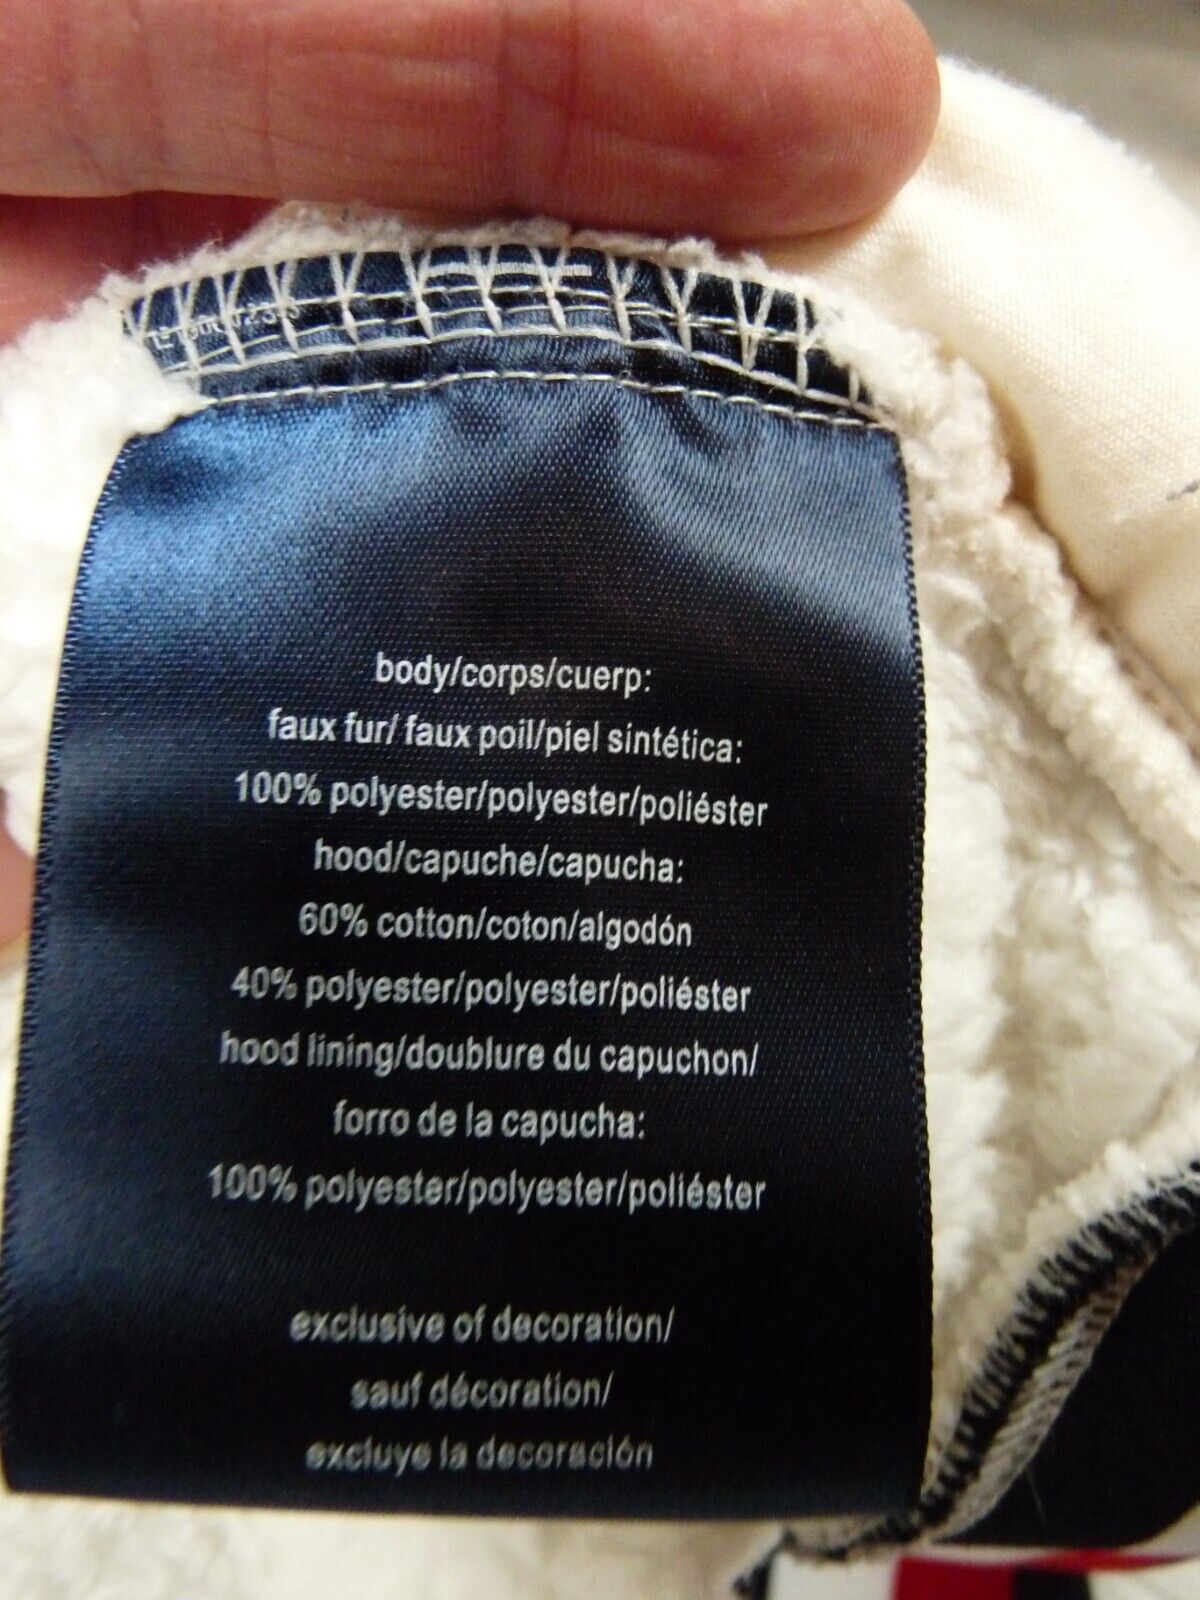 body/corps/cuerp:
faux fur/ faux poil/piel sintética:
100% polyester/polyester/poliéster
hood/capuche/capucha:
60% cotton/coton/algodón
40% polyester/polyester/poliéster
hood lining/doublure du capuchon/
forro de la capucha:
100% polyester/polyester/poliéster
exclusive of decoration/
sauf décoration/
excluye la decoración